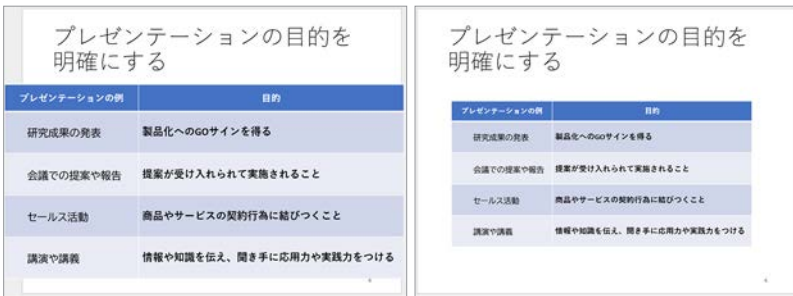 プレゼンテーションの目的を
明確にする
プレゼンテーションの例 目的
研究成果の発表 製品化へのGOサインを得る
会議での提案や報告 提案が受け入れられて実施されること
セールス活動 商品やサービスの契約行為に結びつくこと
講演や講義 情報や知識を伝え、聞き手に応用力や実践力をつける
プレゼンテーションの目的を
明確にする
プレゼンテーションの例 目的
研究成果の発表 製品化へのGOサインを得る
会議での提案や報告 提案が受け入れられて実施されること
セールス活動 商品やサービスの契約行為に結びつくこと
講演や講義 情報や知識を伝え、聞き手に応用力や実践力をつける